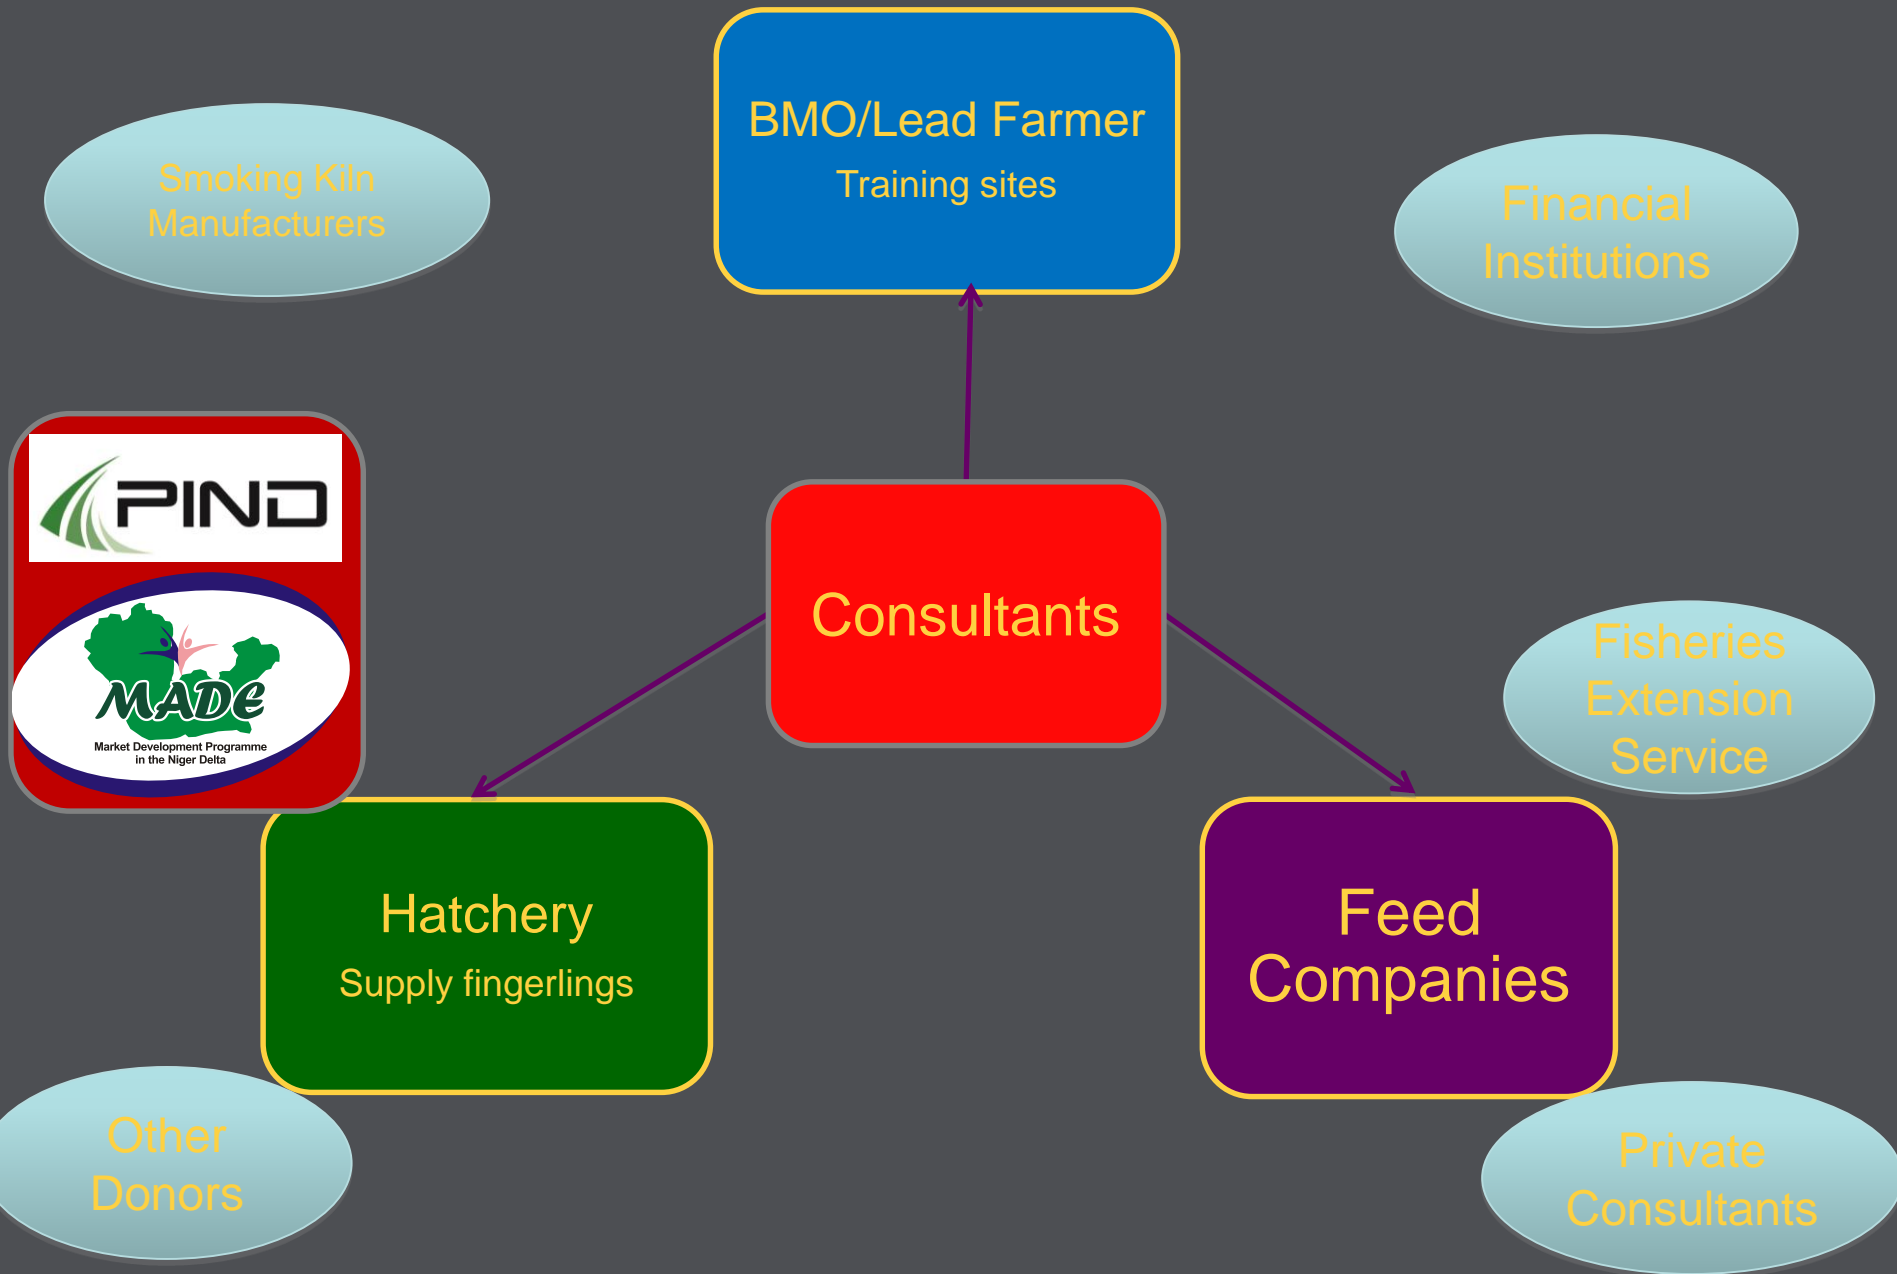 BMO/Lead Farmer
Training sites
Smoking Kiln
Manufacturers
Financial
Institutions
PIND
MADE
Market Development Programme
in the Niger Delta
Consultants
Fisheries
Extension
Service
Hatchery
Supply fingerlings
Feed
Companies
Other
Donors
Private
Consultants